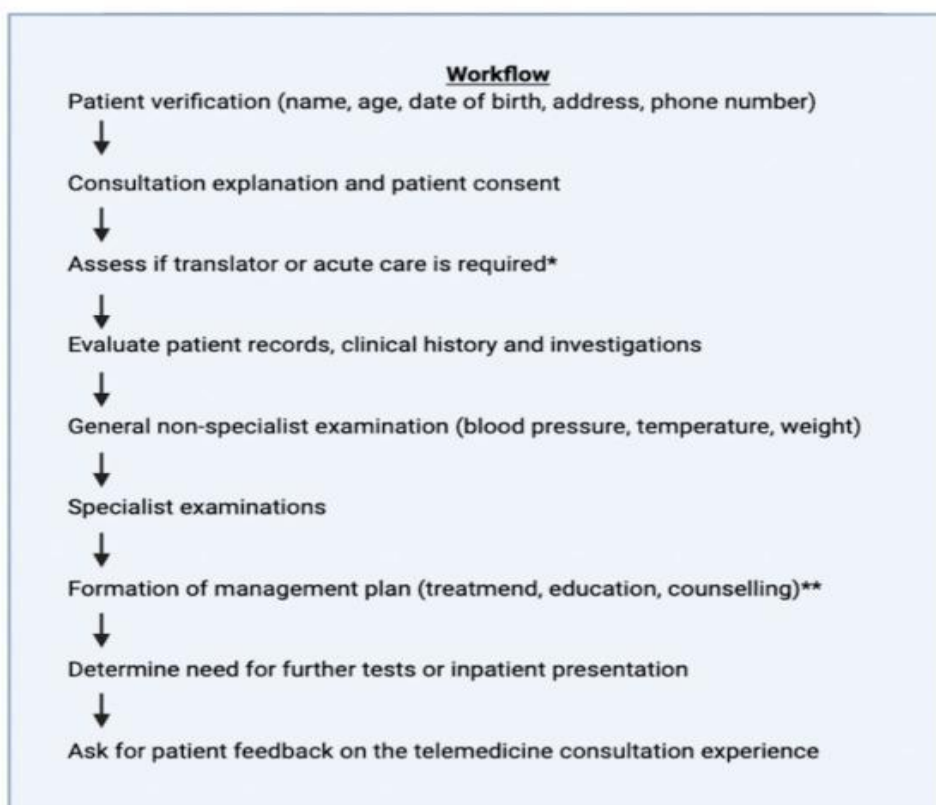 Workflow
Patient verification (name, age, date of birth, address, phone number)
Consultation explanation and patient consent
Assess if translator or acute care is required*
Evaluate patient records, clinical history and investigations
General non-specialist examination (blood pressure, temperature, weight)
Specialist examinations
Formation of management plan (treatmend, education, counselling)**
Determine need for further tests or inpatient presentation
Ask for patient feedback on the telemedicine consultation experience